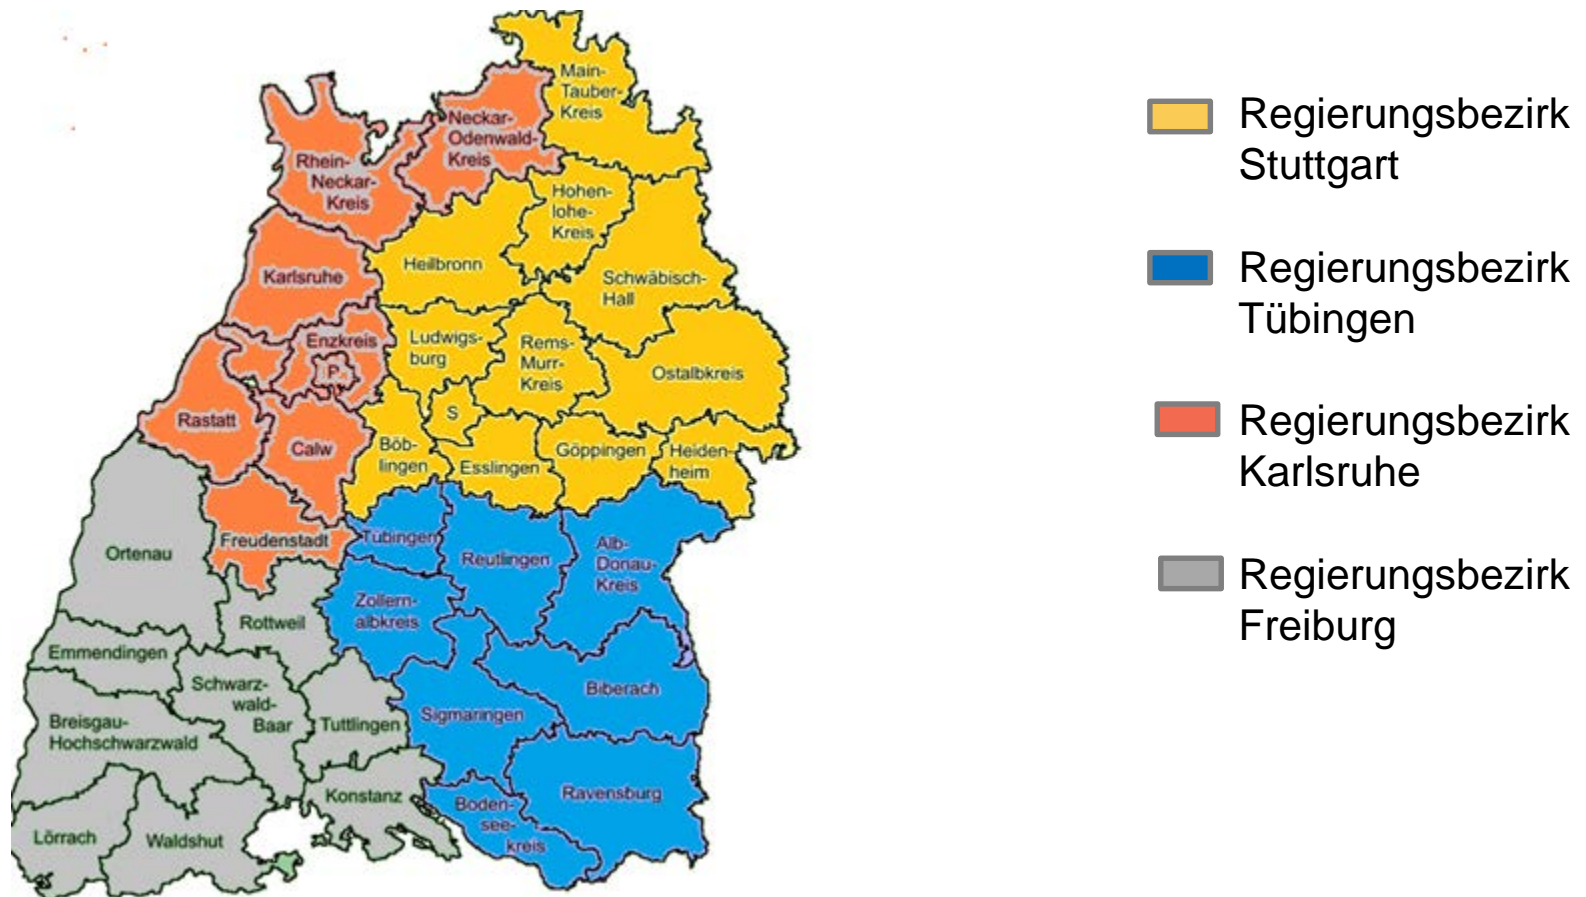 Main-
Tauber-
Kreis
Neckar-
Odenwald-
Kreis
Rhein-
Neckar-
Kreis
Hohen-
lohe-
Kreis
Heilbronn
Karlsruhe
Schwäbisch-
Hall
Enzkreis
P
Ludwigs-
burg
Rems-
Murr-
Kreis
Ostalbkreis
Rastatt
Calw
S
Böb-
lingen
Esslingen
Göppingen
Heiden-
heim
Freudenstadt
Ortenau
Tübingen
Reutlingen
Alb-
Donau-
Kreis
Zollern-
albkreis
Rottweil
Emmendingen
Schwarz-
wald-
Baar
Tuttlingen
Sigmaringen
Biberach
Breisgau-
Hochschwarzwald
Konstanz
Ravensburg
Boden-
see-
kreis
Lörrach
Waldshut
Regierungsbezirk
Stuttgart
Regierungsbezirk
Tübingen
Regierungsbezirk
Karlsruhe
Regierungsbezirk
Freiburg